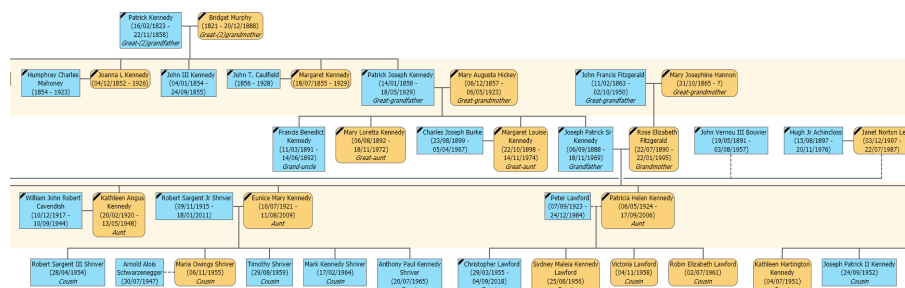 Patrick Kennedy
(16/02/1823 -
22/11/1858)
Great-(2)grandfather
Bridget Murphy
(1821 - 20/12/1888)
Great-(2)grandmother
Humphrey Charles
Mahoney
(1854 - 1923)
Joanna L Kennedy
(04/12/1852 - 1926)
John III Kennedy
(04/01/1854 -
24/09/1855)
John T. Caulfield
(1856 - 1928)
Margaret Kennedy
(18/07/1855 - 1929)
Patrick Joseph Kennedy
(14/01/1858 -
18/05/1929)
Great-grandfather
Mary Augusta Hickey
(06/12/1857 -
06/05/1923)
Great-grandmother
John Francis Fitzgerald
(11/02/1863 -
02/10/1950)
Great-grandfather
Mary Josephine Hannon
(31/10/1865 - ?)
Great-grandmother
Francis Benedict
Kennedy
(11/03/1891 -
14/06/1892)
Grand-uncle
Mary Loretta Kennedy
(06/08/1892 -
18/11/1972)
Great-aunt
Charles Joseph Burke
(23/08/1899 -
05/04/1967)
Margaret Louise
Kennedy
(22/10/1898 -
14/11/1974)
Great-aunt
Joseph Patrick Sr
Kennedy
(06/09/1888 -
18/11/1969)
Grandfather
Rose Elizabeth
Fitzgerald
(22/07/1890 -
22/01/1995)
Grandmother
John Vernou III Bouvier
(19/05/1891 -
03/08/1957)
Hugh Jr Achincloss
(15/08/1897 -
20/11/1976)
Janet Norton Le
(03/12/1907 -
22/07/1987)
William John Robert
Cavendish
(10/12/1917 -
10/09/1944)
Kathleen Angus
Kennedy
(20/02/1920 -
13/05/1948)
Aunt
Robert Sargent Jr Shriver
(09/11/1915 -
18/01/2011)
Eunice Mary Kennedy
(10/07/1921 -
11/08/2009)
Aunt
Peter Lawford
(07/09/1923 -
24/12/1984)
Patricia Helen Kennedy
(06/05/1924 -
17/09/2006)
Aunt
Robert Sargent III Shriver
(28/04/1954)
Cousin
Arnold Alois
Schwarzenegger
(30/07/1947)
Maria Owings Shriver
(06/11/1955)
Cousin
Timothy Shriver
(29/08/1959)
Cousin
Mark Kennedy Shriver
(17/02/1964)
Cousin
Anthony Paul Kennedy
Shriver
(20/07/1965)
Christopher Lawford
(29/03/1955 -
04/09/2018)
Sydney Maleia Kennedy
Lawford
(25/08/1956)
Victoria Lawford
(04/11/1958)
Cousin
Robin Elizabeth Lawford
(02/07/1961)
Cousin
Kathleen Hartington
Kennedy
(04/07/1951)
Joseph Patrick II Kennedy
(24/09/1952)
Cousin